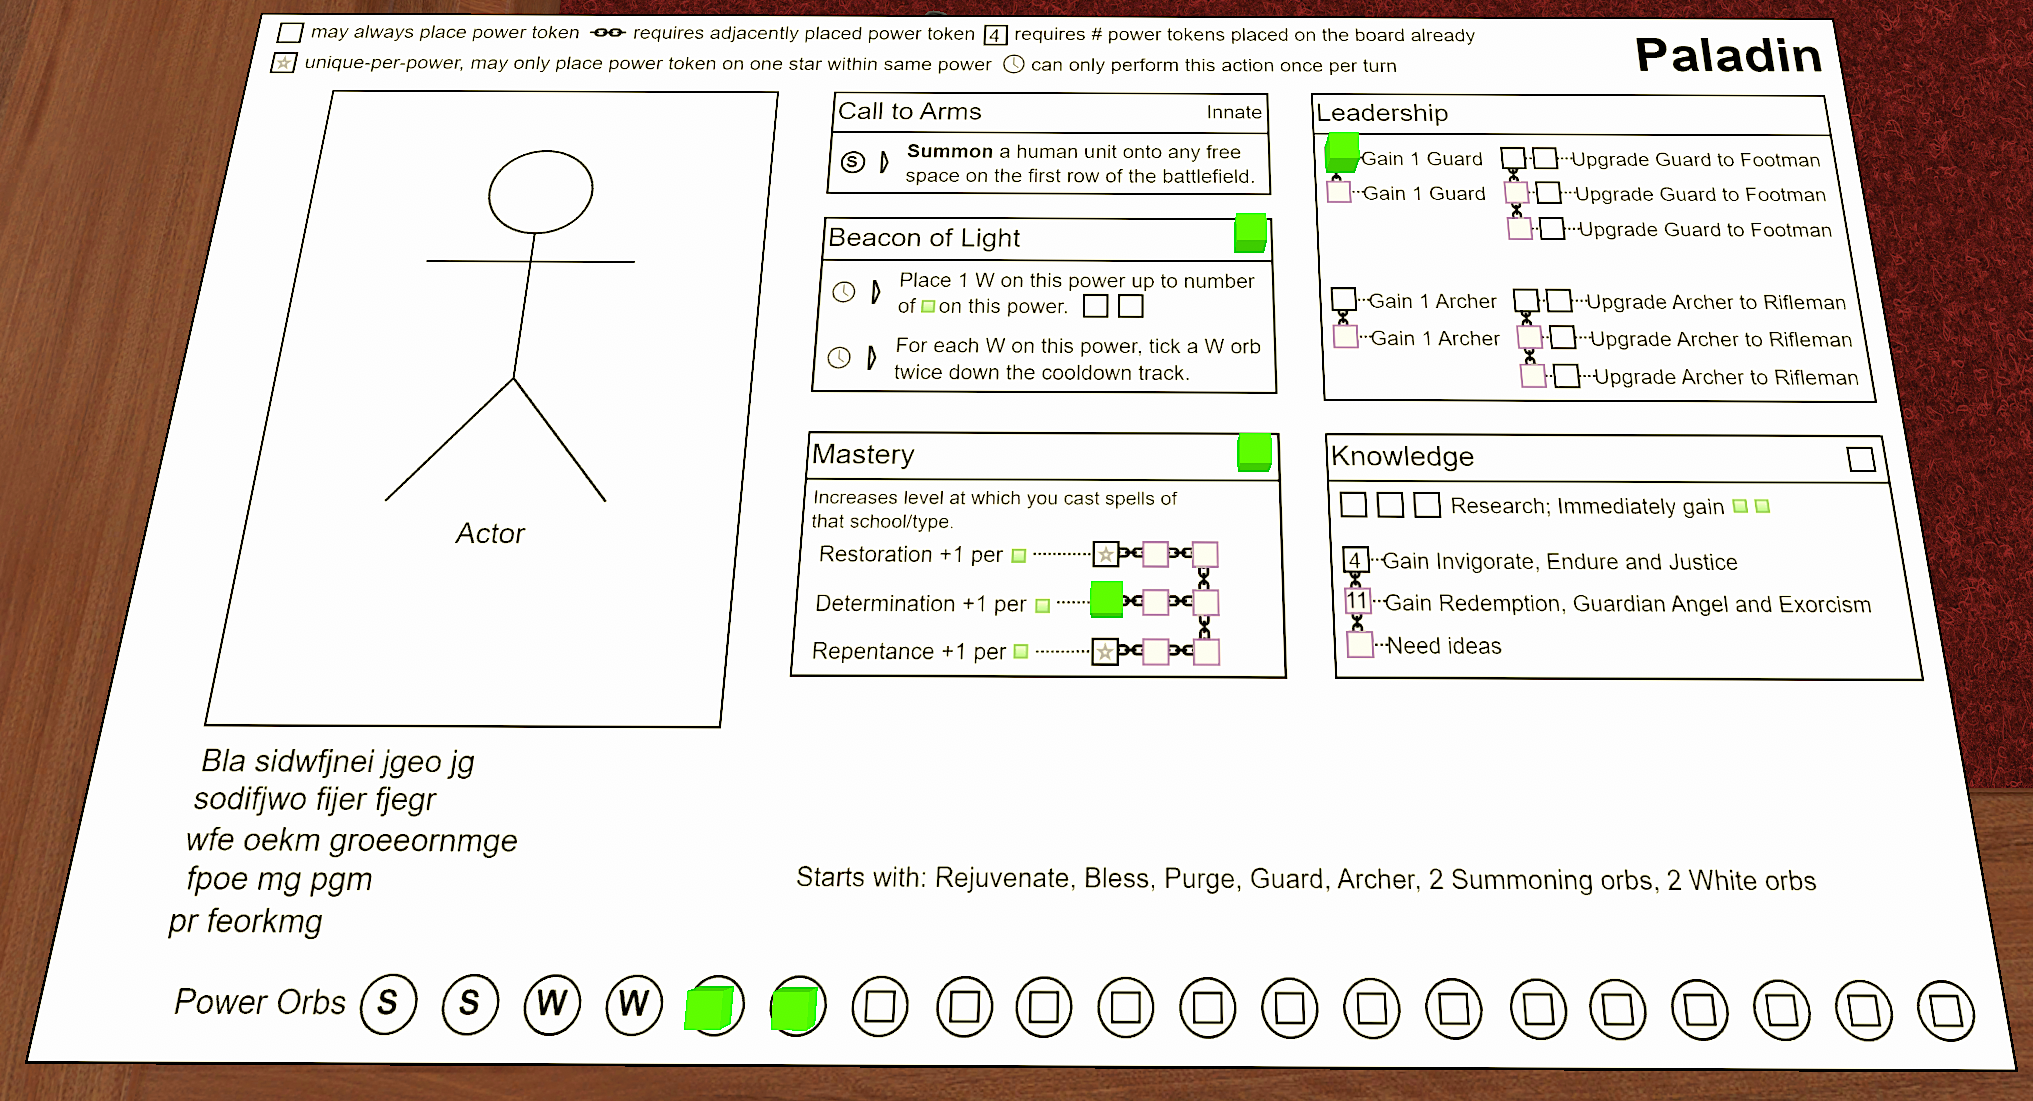 may always place power token requires adjacently placed power token 4 requires # power tokens placed on the board already
unique-per-power, may only place power token on one star within same power can only perform this action once per turn
Paladin
Actor
Bla sidwfjnei jgeo jg
sodifjwo fijer fjegr
wfe oekm groeeornmge
fpoe mg pgm
pr feorkmg
Call to Arms Innate
S Summon a human unit onto any free
space on the first row of the battlefield.
Beacon of Light
Place 1 W on this power up to number
of on this power.
For each W on this power, tick a W orb
twice down the cooldown track.
Mastery
Increases level at which you cast spells of
that school/type.
Restoration +1 per
Determination +1 per
Repentance +1 per
Leadership
Gain 1 Guard Upgrade Guard to Footman
Gain 1 Guard Upgrade Guard to Footman
Upgrade Guard to Footman
Gain 1 Archer Upgrade Archer to Rifleman
Gain 1 Archer Upgrade Archer to Rifleman
Upgrade Archer to Rifleman
Knowledge
Research; Immediately gain
4 Gain Invigorate, Endure and Justice
11 Gain Redemption, Guardian Angel and Exorcism
Need ideas
Starts with: Rejuvenate, Bless, Purge, Guard, Archer, 2 Summoning orbs, 2 White orbs
Power Orbs S S W W